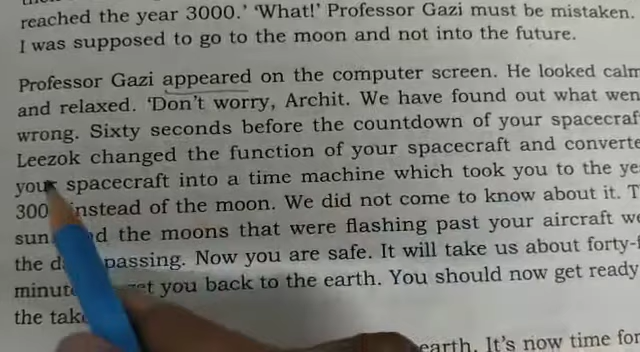 reached the year 3000.’ ‘What!’ Professor Gazi must be mistaken.
I was supposed to go to the moon and not into the future.
Professor Gazi appeared on the computer screen. He looked calm
and relaxed. ‘Don’t worry, Archit. We have found out what wen
wrong. Sixty seconds before the countdown of your spacecraf
Leezok changed the function of your spacecraft and converte
your spacecraft into a time machine which took you to the ye
300 instead of the moon. We did not come to know about it. T
sun and the moons that were flashing past your aircraft we
the d passing. Now you are safe. It will take us about forty-f
minut get you back to the earth. You should now get ready
the tak
earth. It’s now time for